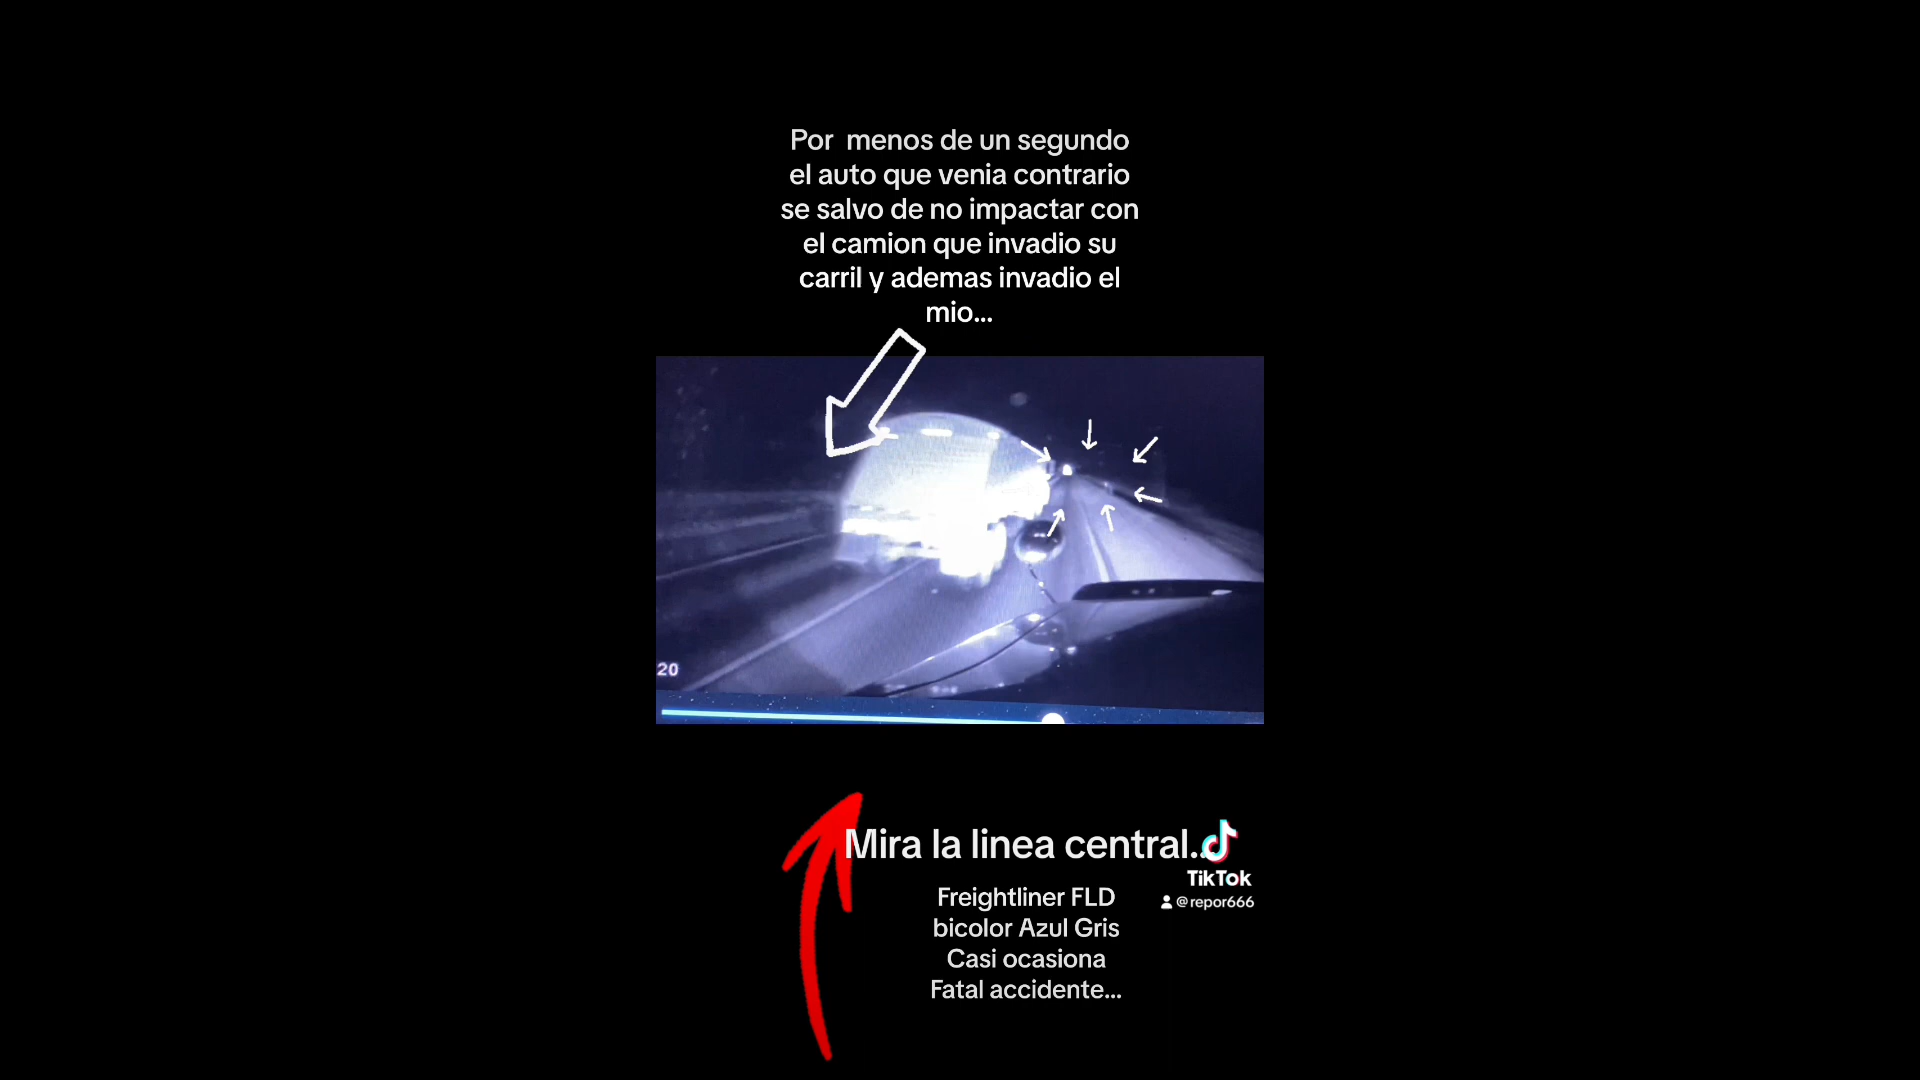 Por  menos de un segundo
el auto que venia contrario
se salvo de no impactar con
el camion que invadio su
carril y ademas invadio el
mio...
20
Mira la linea central...
TikTok
@repor666
Freightliner FLD
bicolor Azul Gris
Casi ocasiona
Fatal accidente...